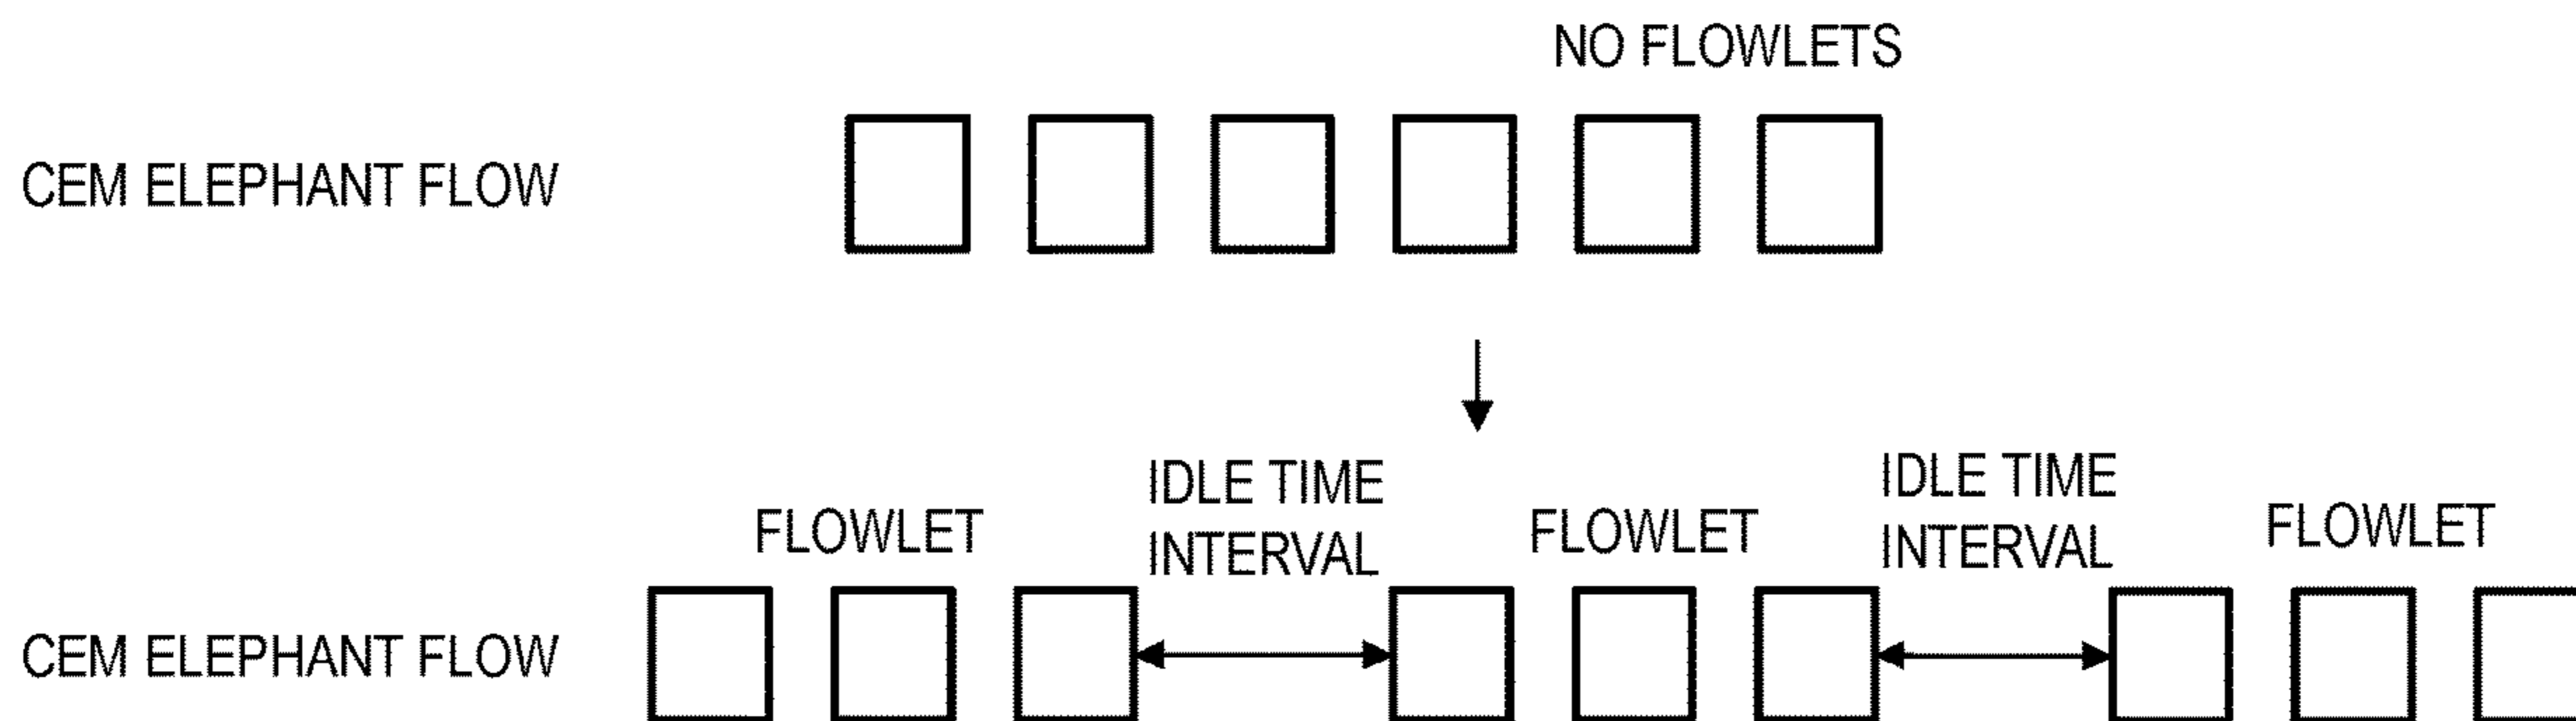 NO FLOWLETS
CEM ELEPHANT FLOW
IDLE TIME
INTERVAL
IDLE TIME
INTERVAL
FLOWLET
FLOWLET
FLOWLET
CEM ELEPHANT FLOW